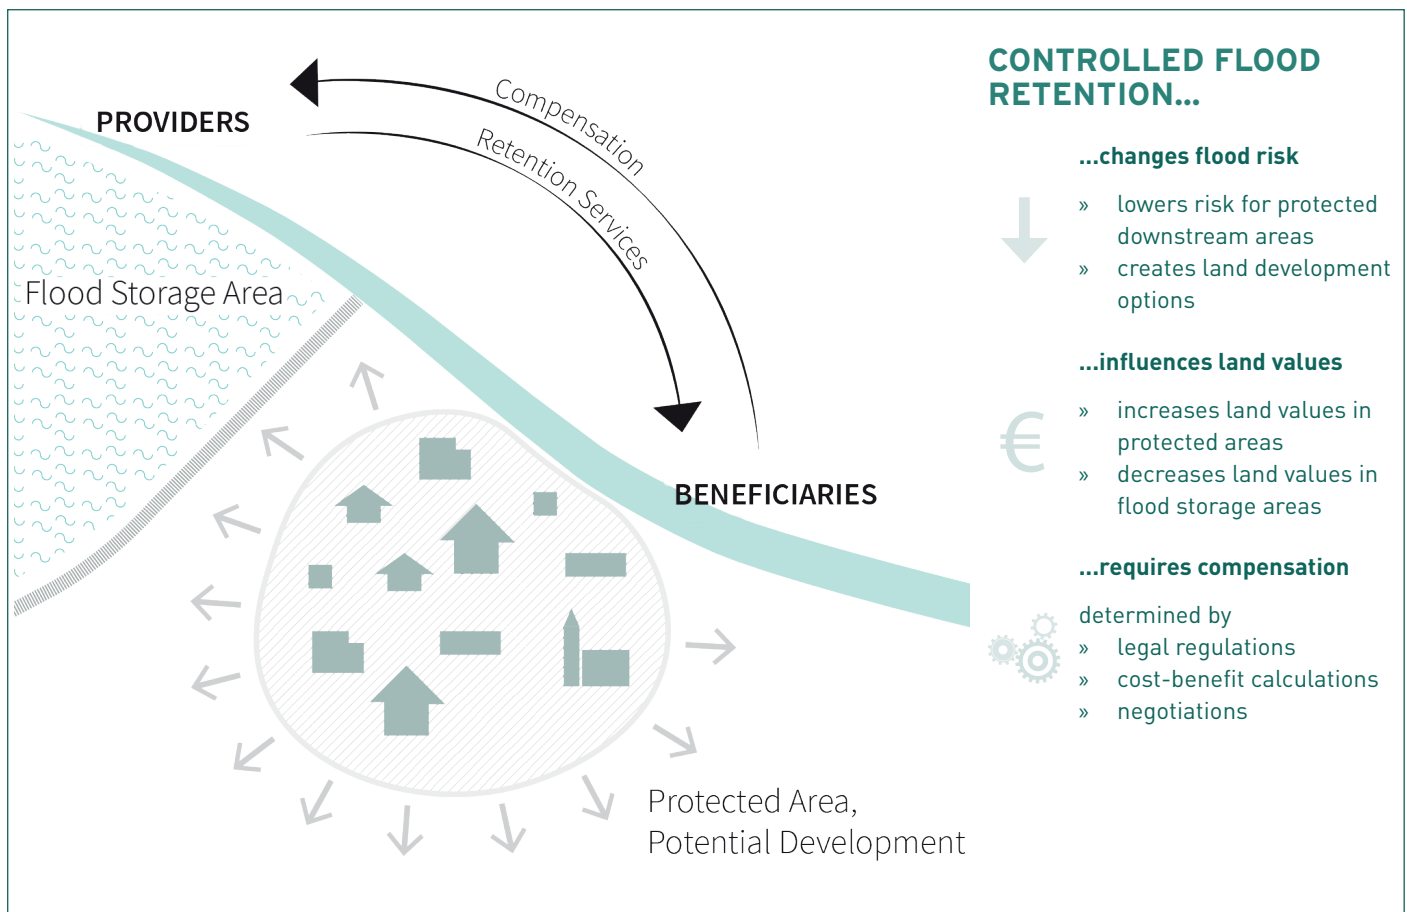 PROVIDERS
Compensation
Retention Services
Flood Storage Area
BENEFICIARIES
Protected Area,
Potential Development
CONTROLLED FLOOD
RETENTION...
...changes flood risk
» lowers risk for protected
downstream areas
» creates land development
options
...influences land values
€
» increases land values in
protected areas
» decreases land values in
flood storage areas
...requires compensation
determined by
» legal regulations
» cost-benefit calculations
» negotiations